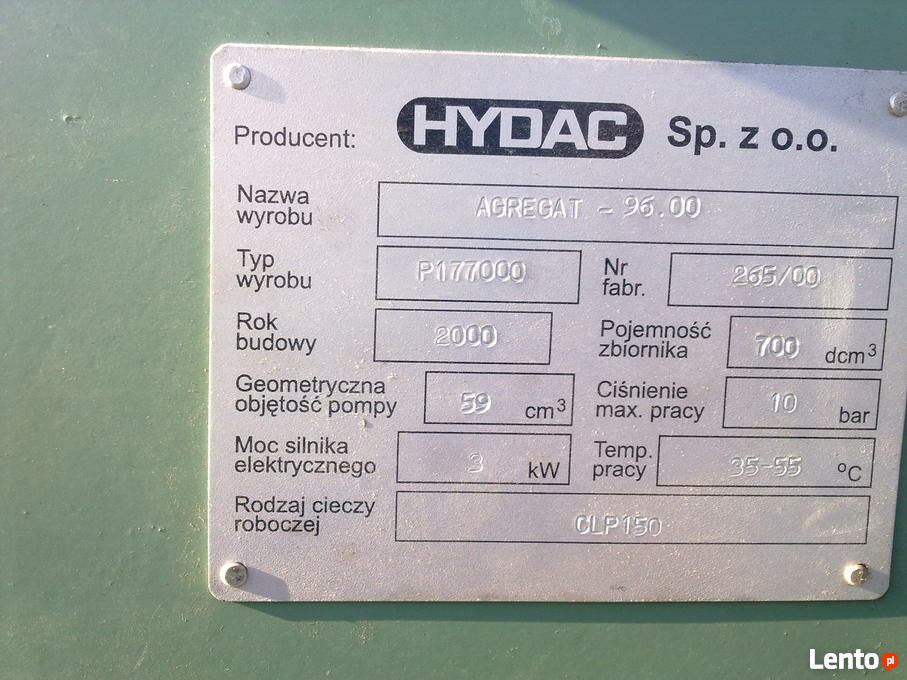 Producent: HYDAC Sp. z o.o.
Nazwa
wyrobu
AGREGAT - 96.00
Typ
wyrobu
P177000
Nr
fabr.
265/00
Rok
budowy
2000
Pojemność
zbiornika
700 dcm³
Geometryczna
objętość pompy
59 cm³
Ciśnienie
max. pracy
10 bar
Moc silnika
elektrycznego
3 kW
Temp.
pracy
35-55 °C
Rodzaj cieczy
roboczej
CLP150
Lento.pl